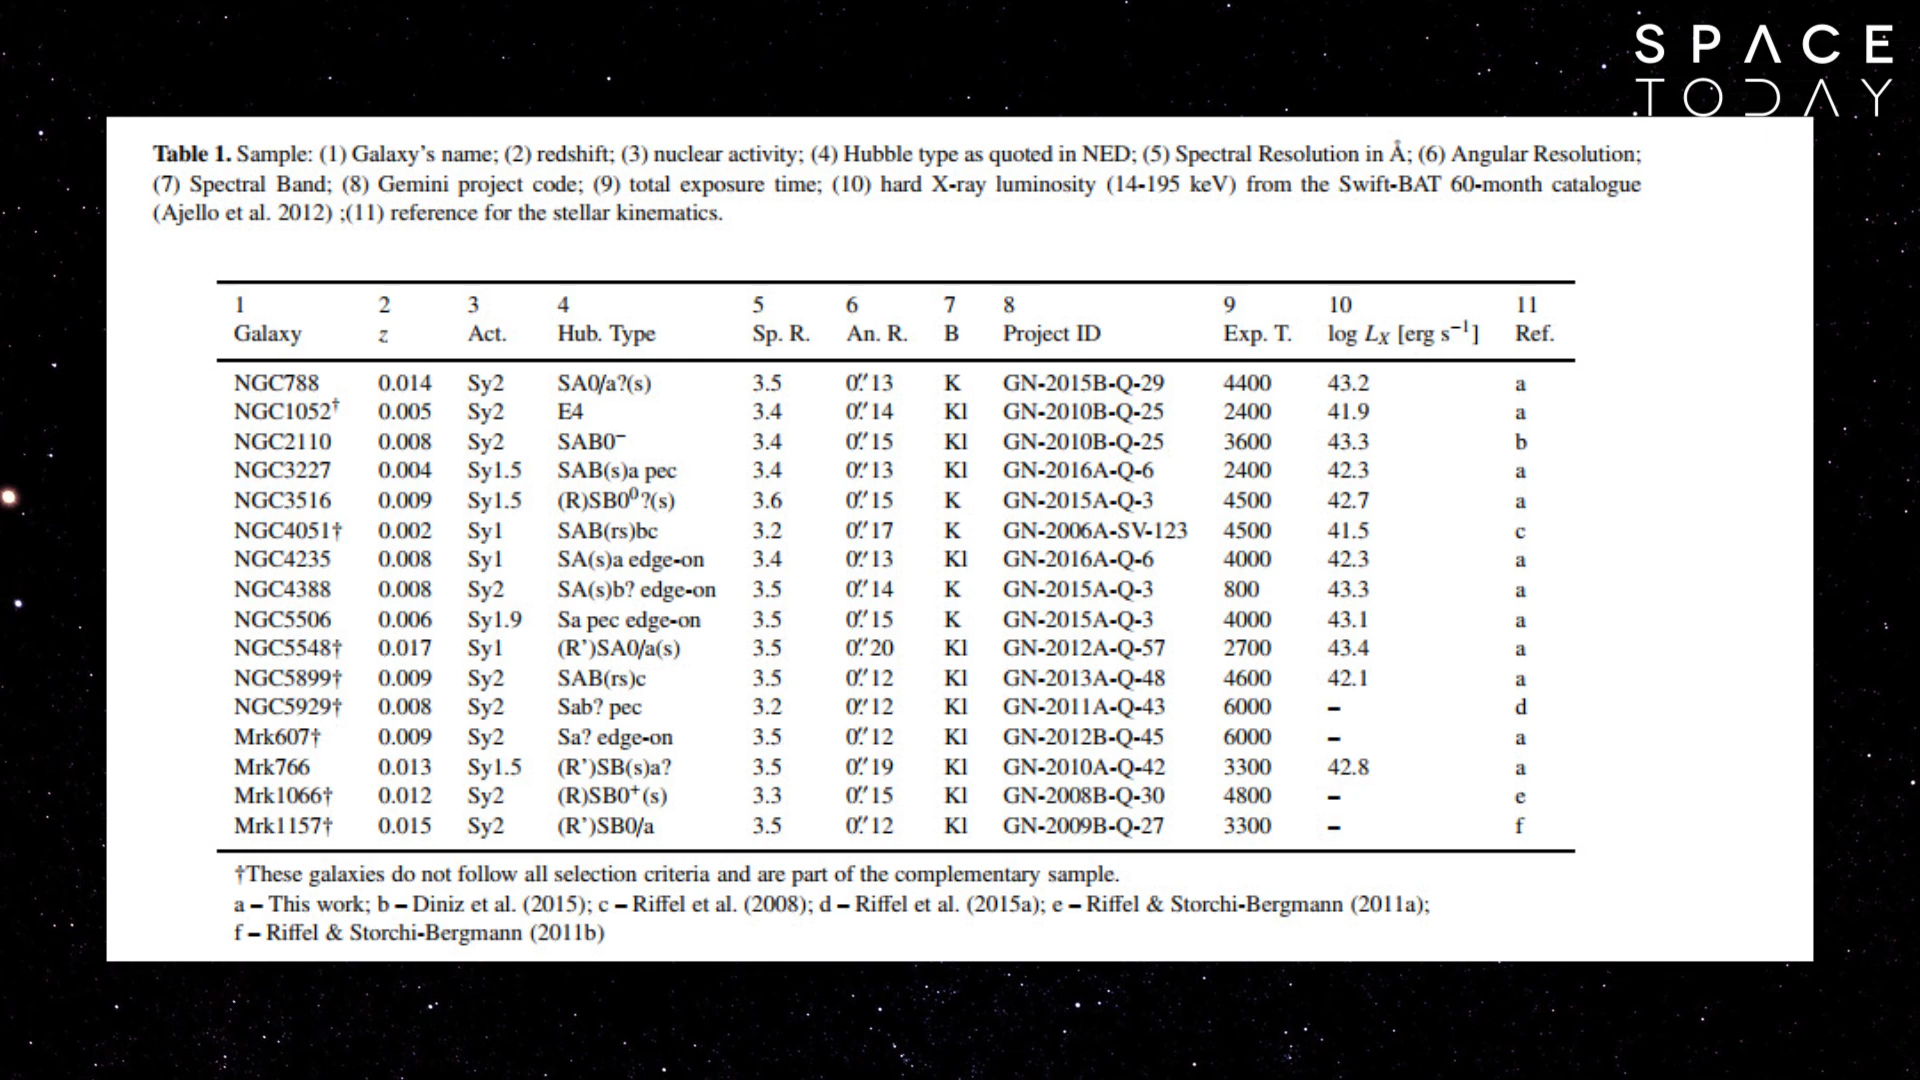 SPACE
TODAY
Table 1. Sample: (1) Galaxy's name; (2) redshift; (3) nuclear activity; (4) Hubble type as quoted in NED; (5) Spectral Resolution in Å; (6) Angular Resolution;
(7) Spectral Band; (8) Gemini project code; (9) total exposure time; (10) hard X-ray luminosity (14-195 keV) from the Swift-BAT 60-month catalogue
(Ajello et al. 2012) ;(11) reference for the stellar kinematics.
1 2 3 4 5 6 7 8 9 10 11
Galaxy z Act. Hub. Type Sp. R. An. R. B Project ID Exp. T. log L_X [erg s⁻¹] Ref.
NGC788 0.014 Sy2 SA0/a?(s) 3.5 0.″13 K GN-2015B-Q-29 4400 43.2 a
NGC1052† 0.005 Sy2 E4 3.4 0.″14 Kl GN-2010B-Q-25 2400 41.9 a
NGC2110 0.008 Sy2 SAB0⁻ 3.4 0.″15 Kl GN-2010B-Q-25 3600 43.3 b
NGC3227 0.004 Sy1.5 SAB(s)a pec 3.4 0.″13 Kl GN-2016A-Q-6 2400 42.3 a
NGC3516 0.009 Sy1.5 (R)SB0⁰?(s) 3.6 0.″15 K GN-2015A-Q-3 4500 42.7 a
NGC4051† 0.002 Sy1 SAB(rs)bc 3.2 0.″17 K GN-2006A-SV-123 4500 41.5 c
NGC4235 0.008 Sy1 SA(s)a edge-on 3.4 0.″13 Kl GN-2016A-Q-6 4000 42.3 a
NGC4388 0.008 Sy2 SA(s)b? edge-on 3.5 0.″14 K GN-2015A-Q-3 800 43.3 a
NGC5506 0.006 Sy1.9 Sa pec edge-on 3.5 0.″15 K GN-2015A-Q-3 4000 43.1 a
NGC5548† 0.017 Sy1 (R')SA0/a(s) 3.5 0.″20 Kl GN-2012A-Q-57 2700 43.4 a
NGC5899† 0.009 Sy2 SAB(rs)c 3.5 0.″12 Kl GN-2013A-Q-48 4600 42.1 a
NGC5929† 0.008 Sy2 Sab? pec 3.2 0.″12 Kl GN-2011A-Q-43 6000 – d
Mrk607† 0.009 Sy2 Sa? edge-on 3.5 0.″12 Kl GN-2012B-Q-45 6000 – a
Mrk766 0.013 Sy1.5 (R')SB(s)a? 3.5 0.″19 Kl GN-2010A-Q-42 3300 42.8 a
Mrk1066† 0.012 Sy2 (R)SB0⁺(s) 3.3 0.″15 Kl GN-2008B-Q-30 4800 – e
Mrk1157† 0.015 Sy2 (R')SB0/a 3.5 0.″12 Kl GN-2009B-Q-27 3300 – f
†These galaxies do not follow all selection criteria and are part of the complementary sample.
a – This work; b – Diniz et al. (2015); c – Riffel et al. (2008); d – Riffel et al. (2015a); e – Riffel & Storchi-Bergmann (2011a);
f – Riffel & Storchi-Bergmann (2011b)